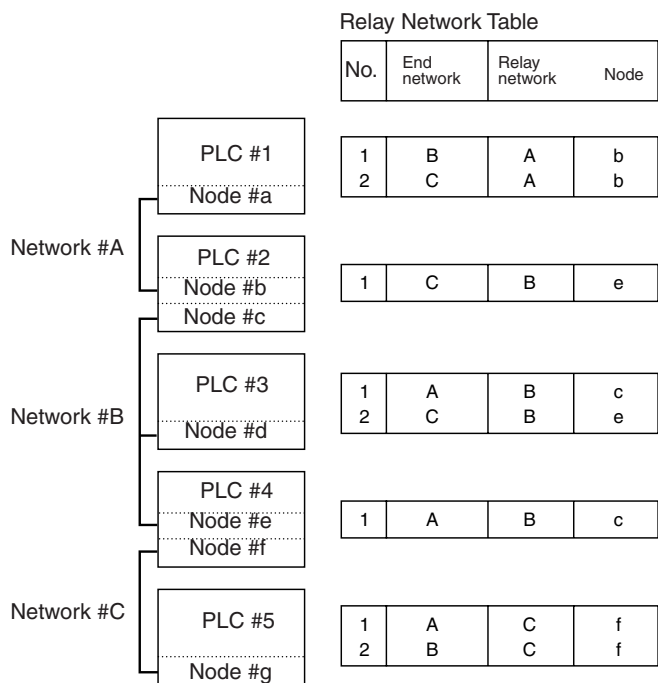 Relay Network Table
No. End network Relay network Node
PLC #1
Node #a
1 B A b
2 C A b
Network #A
PLC #2
Node #b
Node #c
1 C B e
PLC #3
Node #d
1 A B c
2 C B e
Network #B
PLC #4
Node #e
Node #f
1 A B c
Network #C
PLC #5
Node #g
1 A C f
2 B C f